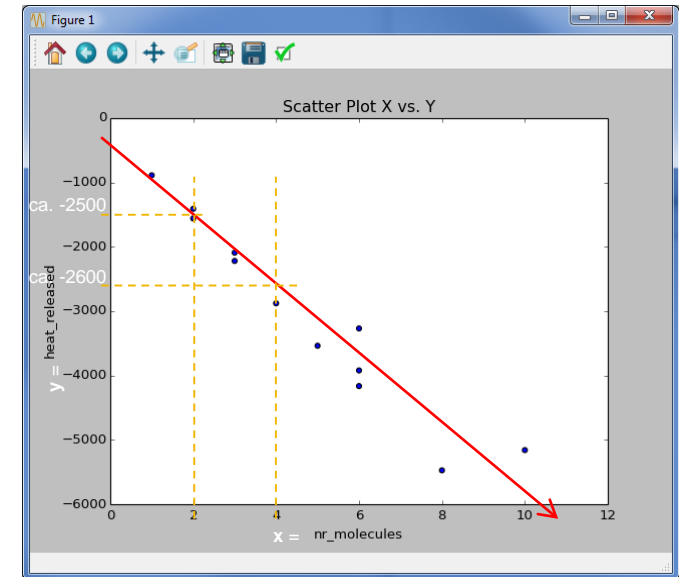 Figure 1
Scatter Plot X vs. Y
0
−1000
ca. -2500
−2000
ca. -2600
−3000
−4000
−5000
−6000
y = heat_released
0 2 4 6 8 10 12
x = nr_molecules